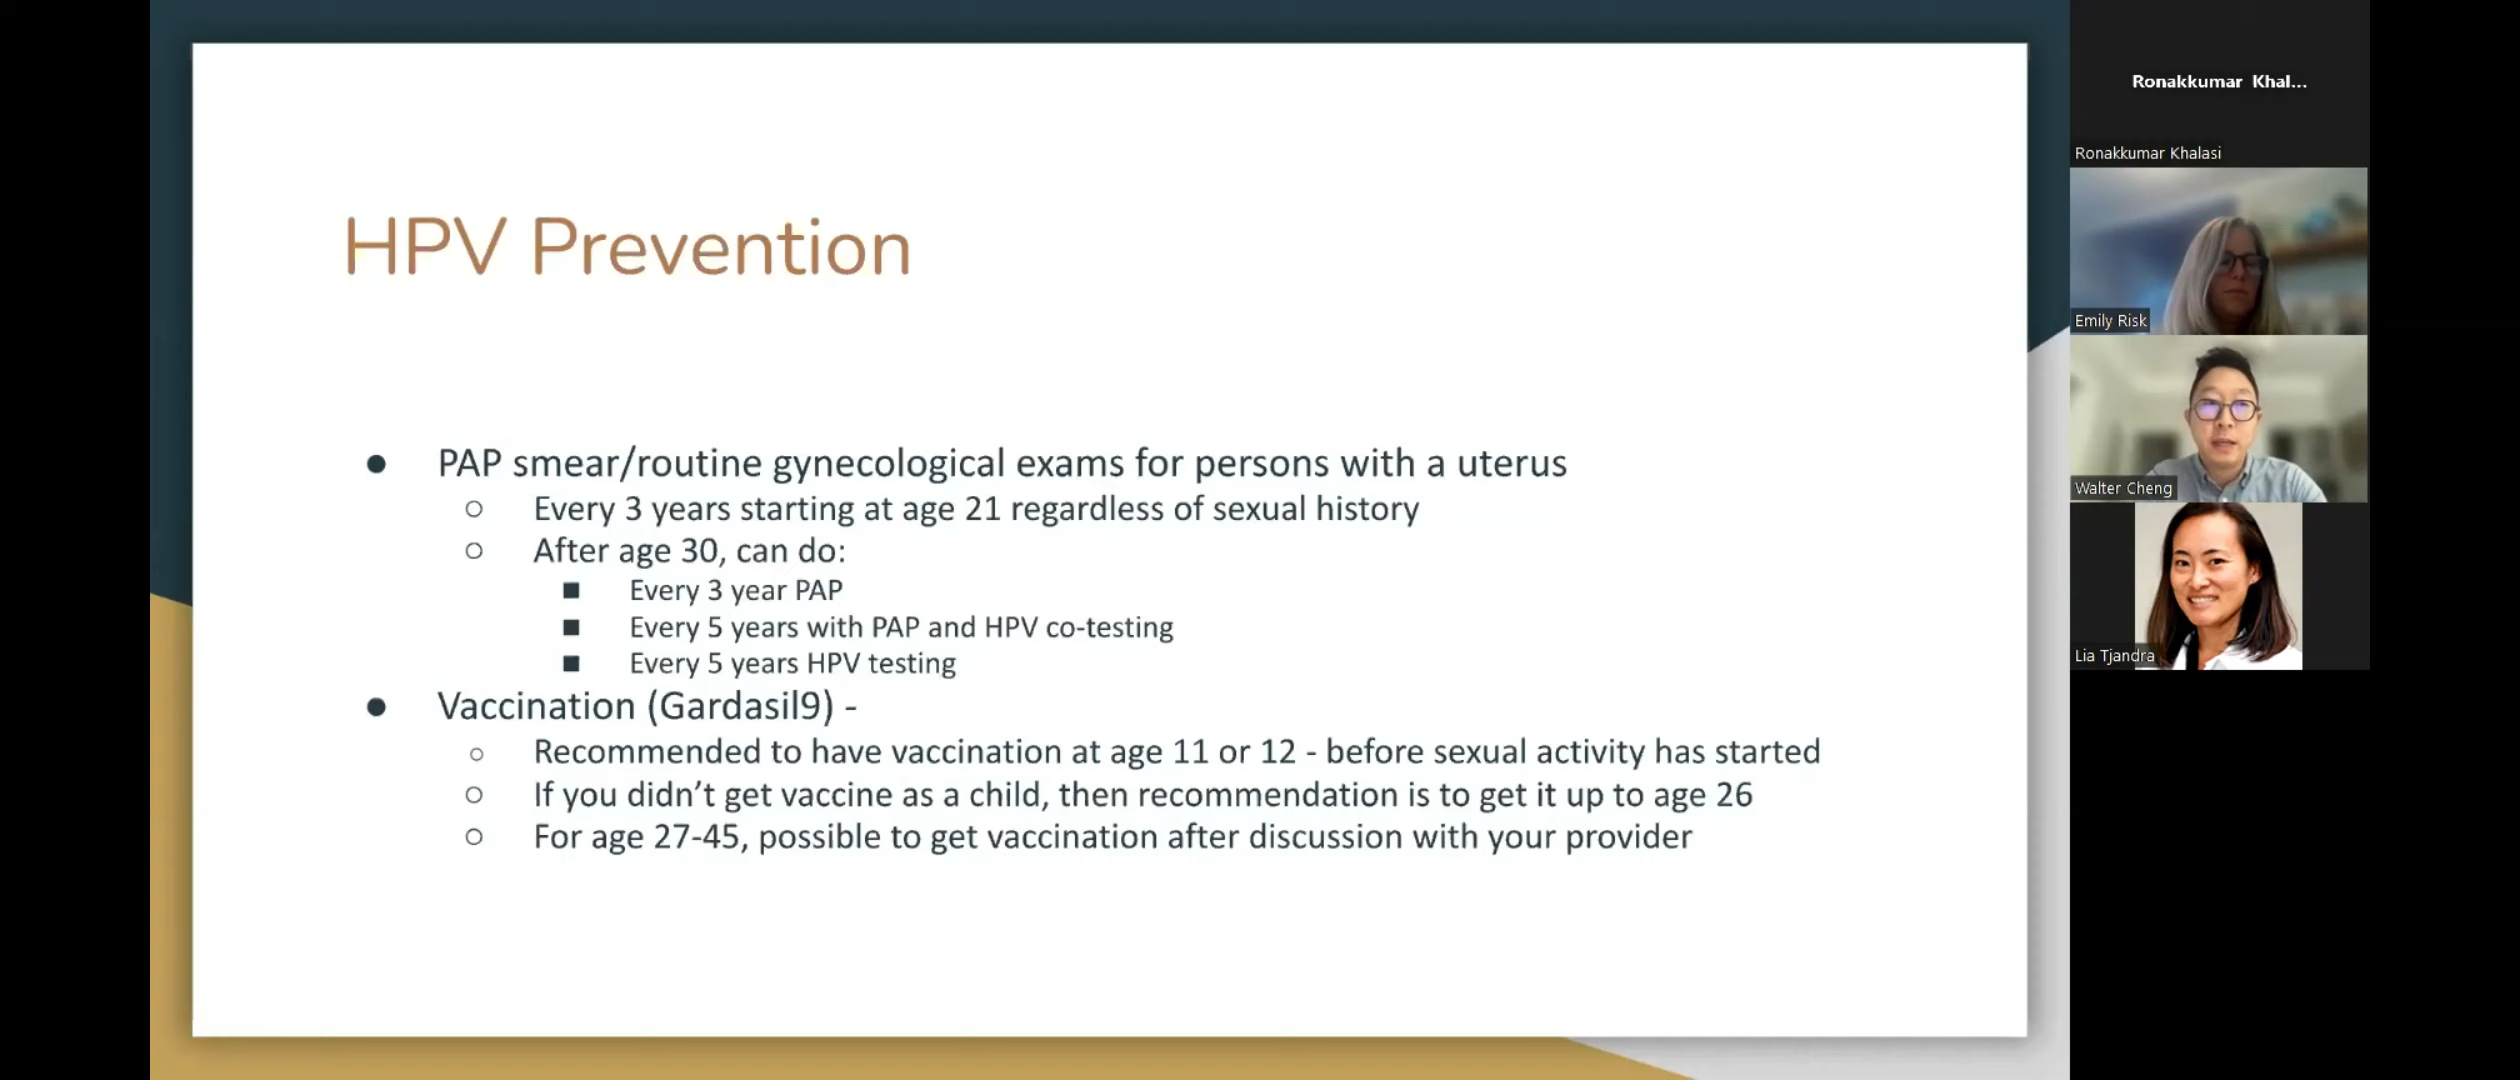 HPV Prevention
● PAP smear/routine gynecological exams for persons with a uterus
○ Every 3 years starting at age 21 regardless of sexual history
○ After age 30, can do:
■ Every 3 year PAP
■ Every 5 years with PAP and HPV co-testing
■ Every 5 years HPV testing
● Vaccination (Gardasil9) -
○ Recommended to have vaccination at age 11 or 12 - before sexual activity has started
○ If you didn’t get vaccine as a child, then recommendation is to get it up to age 26
○ For age 27-45, possible to get vaccination after discussion with your provider
Ronakkumar Khal...
Ronakkumar Khalasi
Emily Risk
Walter Cheng
Lia Tjandra